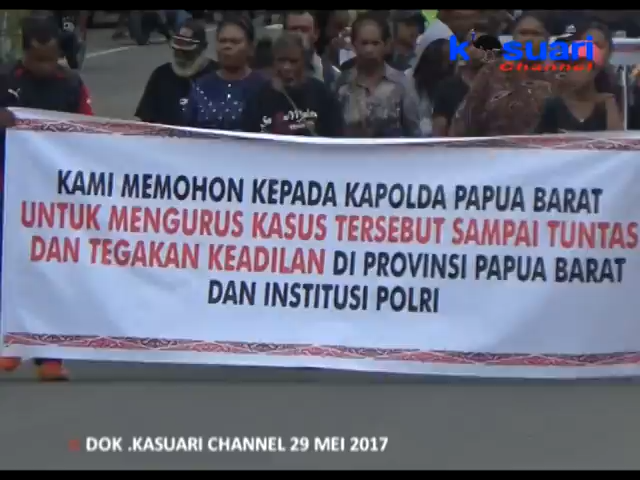 Kasuari
Channel
KAMI MEMOHON KEPADA KAPOLDA PAPUA BARAT
UNTUK MENGURUS KASUS TERSEBUT SAMPAI TUNTAS
DAN TEGAKAN KEADILAN DI PROVINSI PAPUA BARAT
DAN INSTITUSI POLRI
DOK .KASUARI CHANNEL 29 MEI 2017